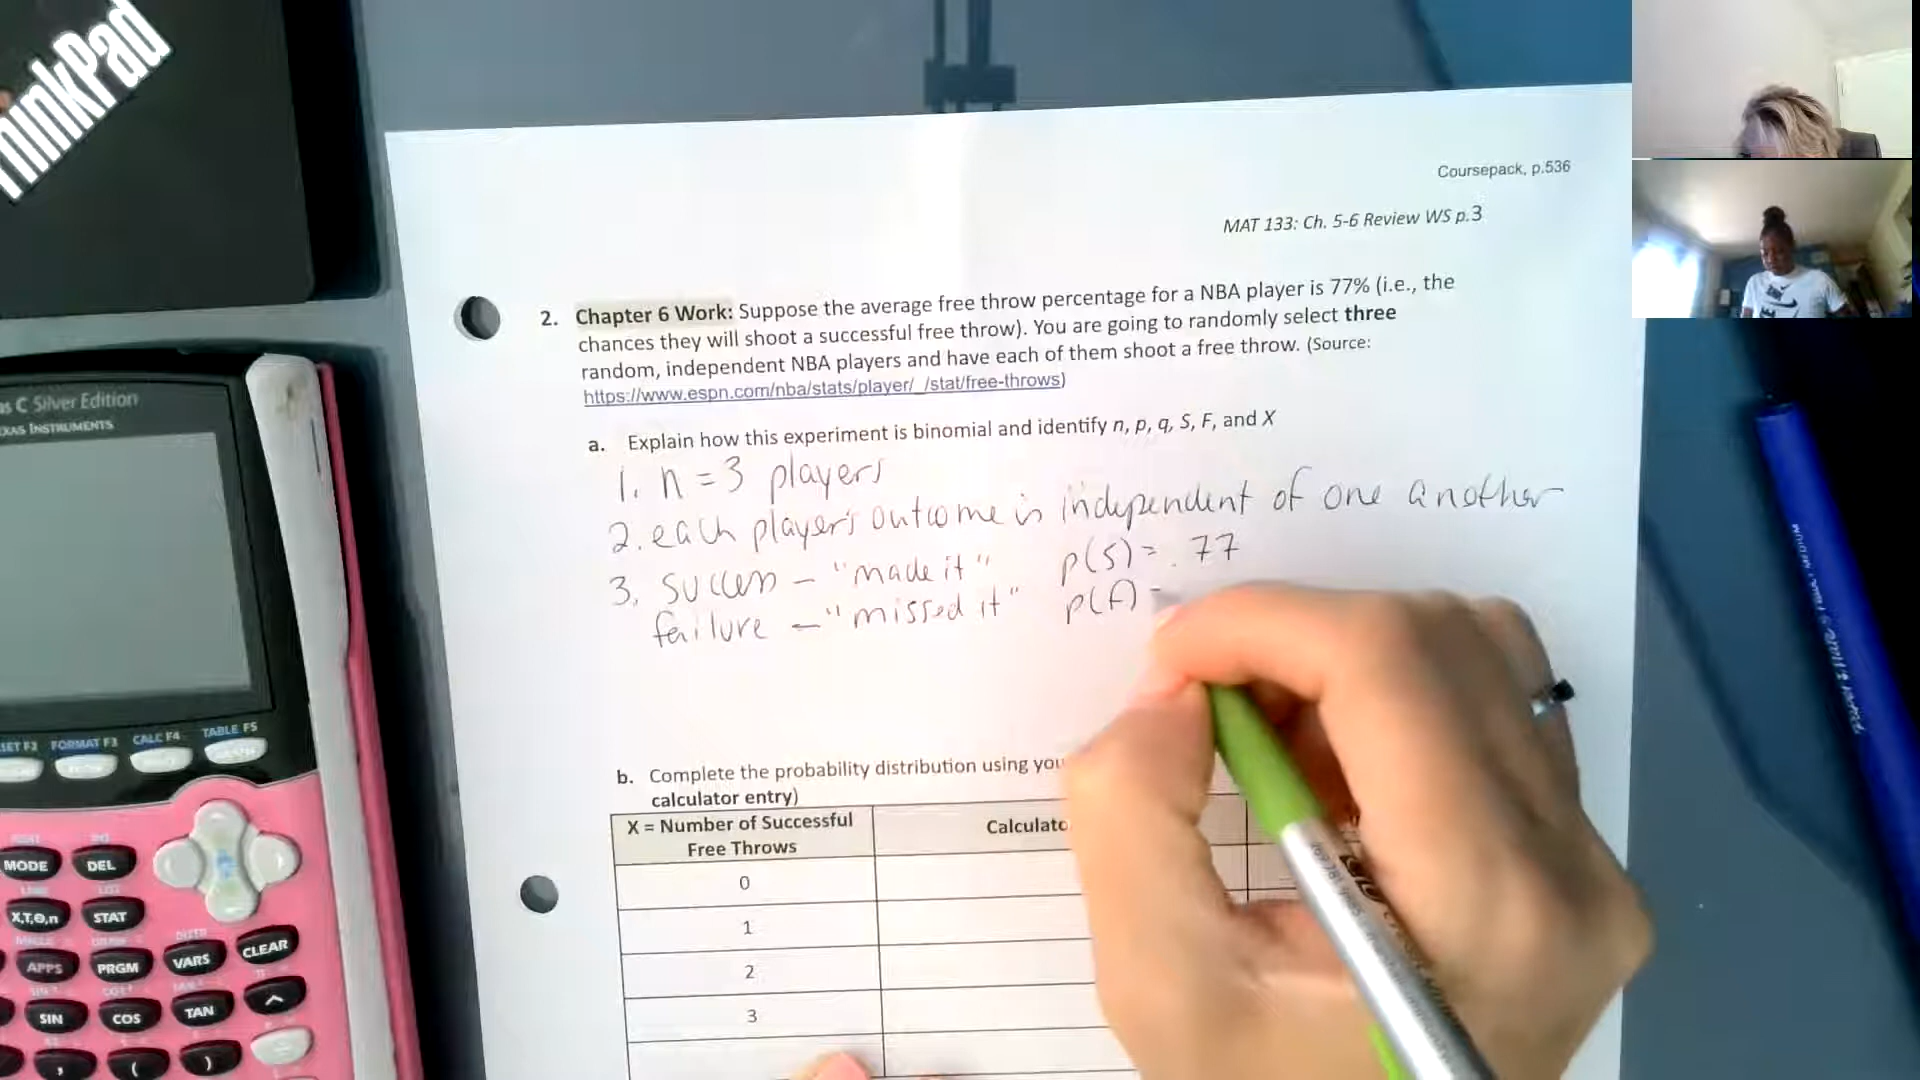 ThinkPad
Coursepack, p.536
MAT 133: Ch. 5-6 Review WS p.3
2. Chapter 6 Work: Suppose the average free throw percentage for a NBA player is 77% (i.e., the
chances they will shoot a successful free throw). You are going to randomly select three
random, independent NBA players and have each of them shoot a free throw. (Source:
https://www.espn.com/nba/stats/player/_/stat/free-throws)
a. Explain how this experiment is binomial and identify n, p, q, S, F, and X
1. n = 3 players
2. each player's outcome is independent of one another
3. success - "made it" p(S) = .77
failure - "missed it" p(F) =
b. Complete the probability distribution using
calculator entry)
X = Number of Successful
Free Throws
0
1
2
3
C Silver Edition
INSTRUMENTS
FORMAT F3 CALC F4 TABLE F5
MODE DEL
X,T,θ,n STAT
APPS PRGM VARS CLEAR
SIN COS TAN ^
, ( )